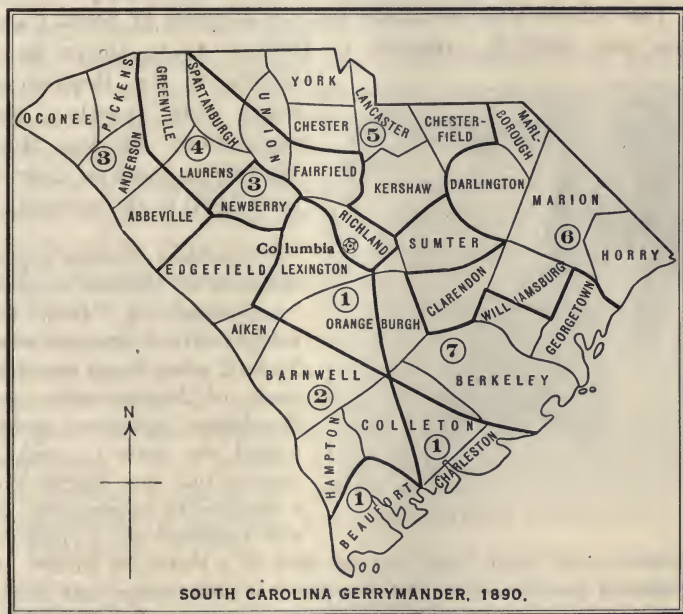 YORK
LANCASTER
5
CHESTER
CHESTER-
FIELD
MARL-
BOROUGH
OCONEE
PICKENS
GREENVILLE
SPARTANBURGH
UNION
3
ANDERSON
4
LAURENS
3
NEWBERRY
FAIRFIELD
KERSHAW
DARLINGTON
MARION
6
HORRY
ABBEVILLE
RICHLAND
Columbia
LEXINGTON
SUMTER
EDGEFIELD
1
ORANGEBURGH
CLARENDON
WILLIAMSBURG
GEORGETOWN
AIKEN
7
BERKELEY
BARNWELL
2
COLLETON
1
CHARLESTON
HAMPTON
1
BEAUFORT
N
SOUTH CAROLINA GERRYMANDER, 1890.